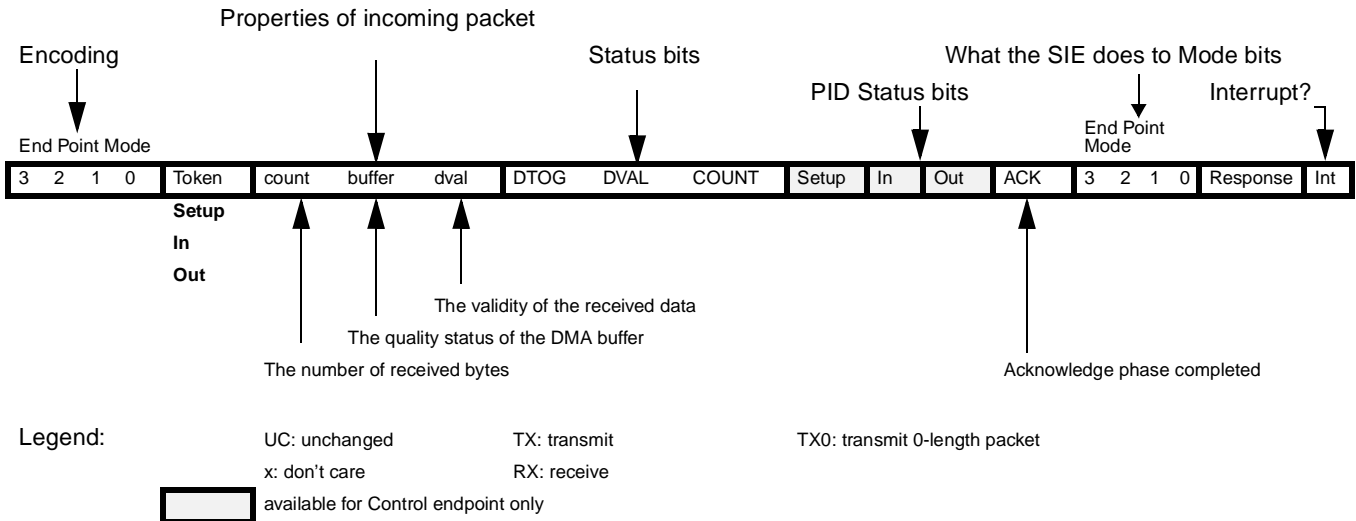 Properties of incoming packet
Encoding
Status bits
What the SIE does to Mode bits
PID Status bits
Interrupt?
End Point Mode
End Point
Mode
3 2 1 0 Token count buffer dval DTOG DVAL COUNT Setup In Out ACK 3 2 1 0 Response Int
Setup
In
Out
The validity of the received data
The quality status of the DMA buffer
The number of received bytes
Acknowledge phase completed
Legend:
UC: unchanged TX: transmit TX0: transmit 0-length packet
x: don't care RX: receive
available for Control endpoint only